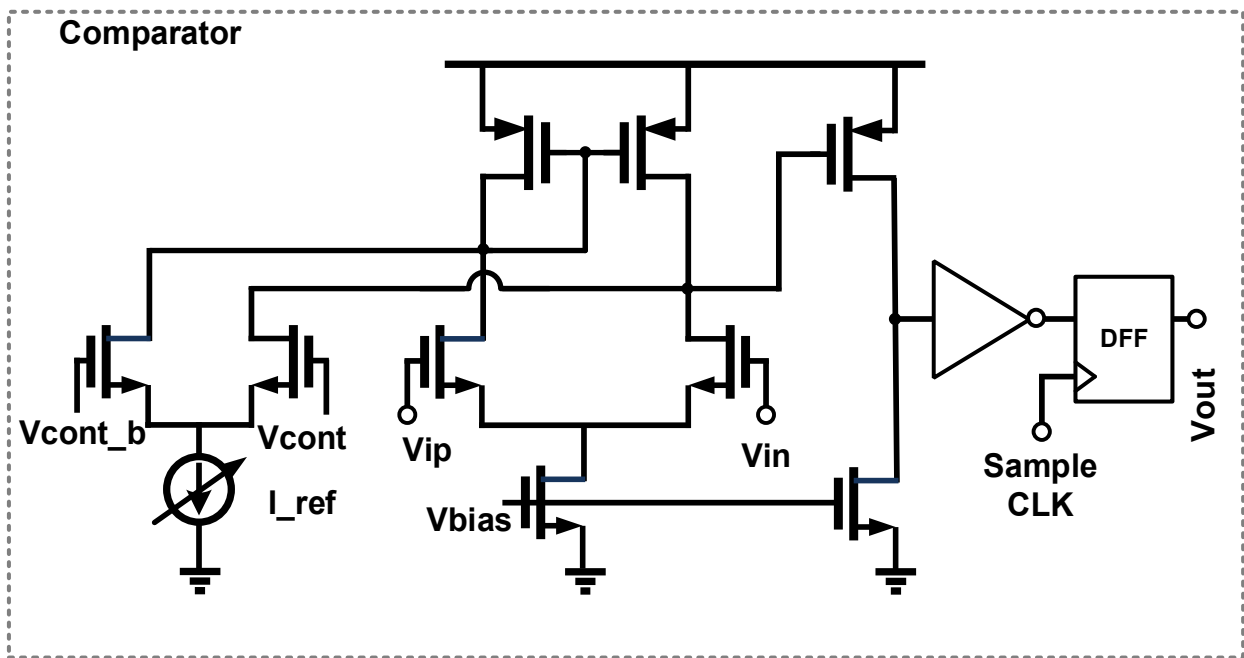 Comparator
Vcont_b
Vcont
I_ref
Vip
Vin
Vbias
DFF
Sample
CLK
Vout